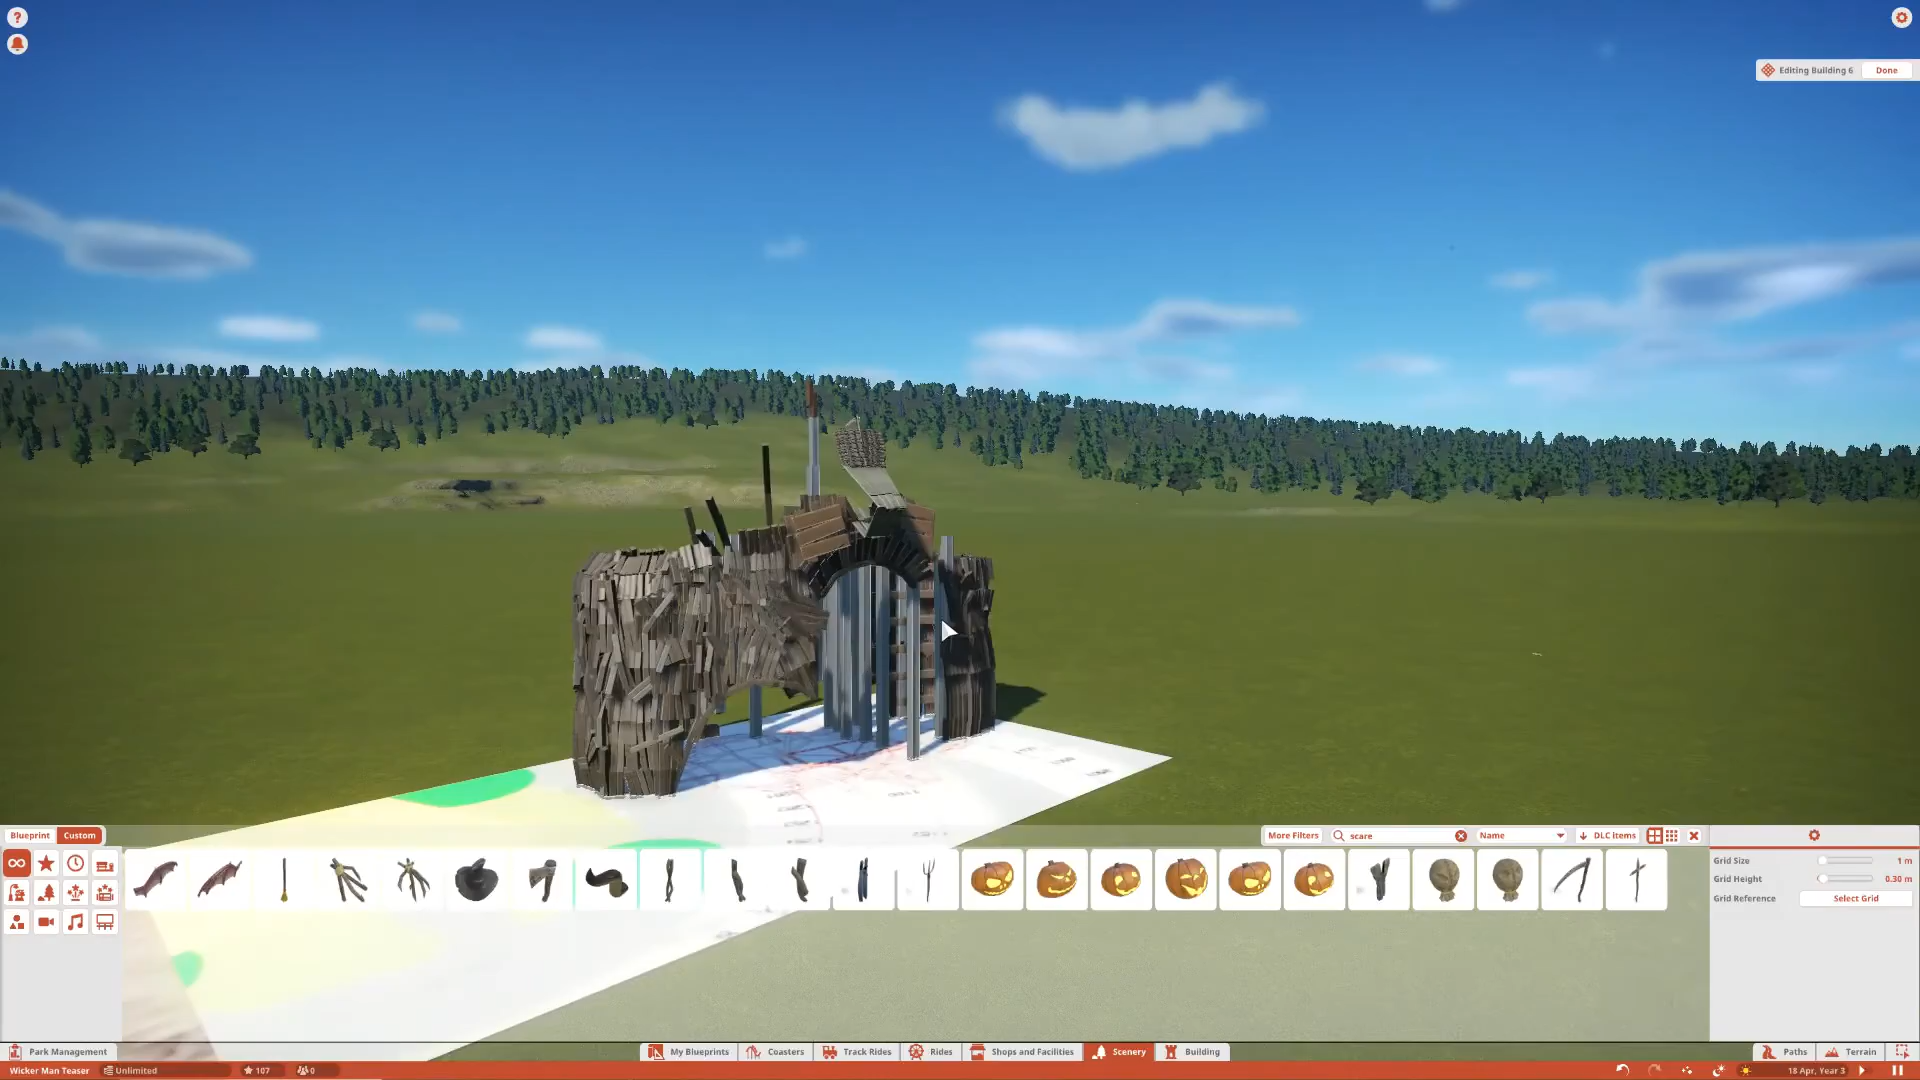 ?
Editing Building 6 Done
Blueprint Custom
More Filters scare Name DLC Items
Grid Size 1 m
Grid Height 0.30 m
Grid Reference Select Grid
Park Management My Blueprints Coasters Track Rides Rides Shops and Facilities Scenery Building Paths Terrain
Wicker Man Teaser Unlimited 107 0 18 Apr, Year 3